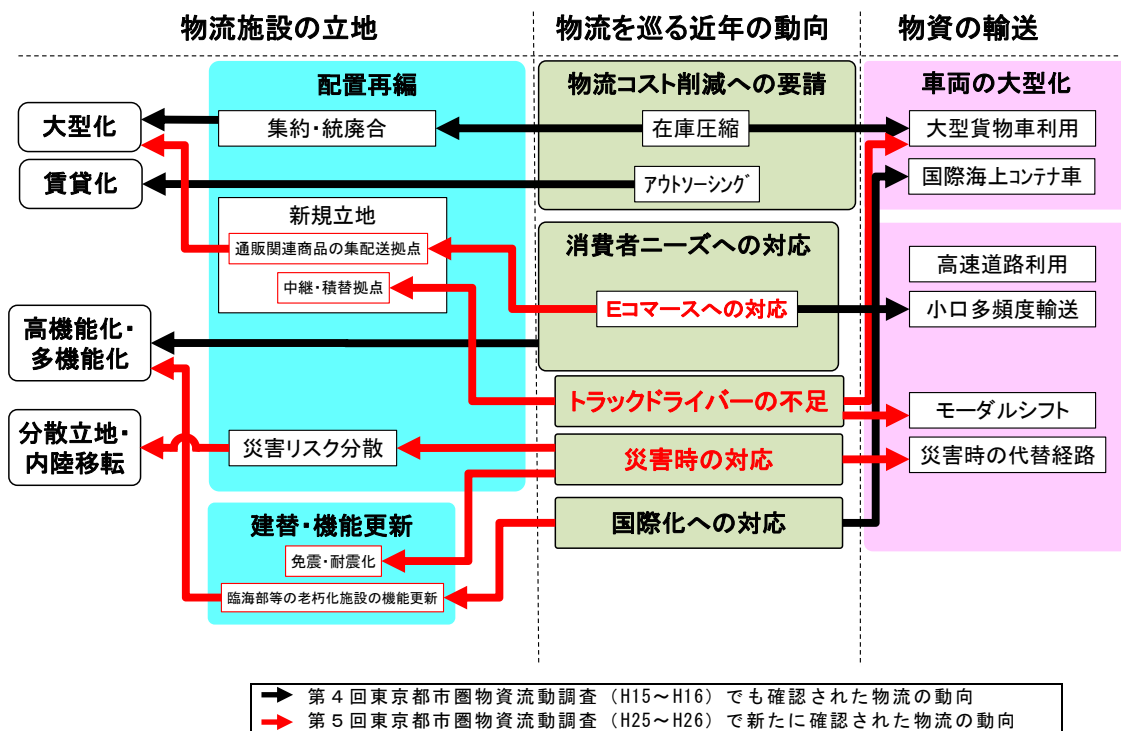 物流施設の立地
物流を巡る近年の動向
物資の輸送
大型化
賃貸化
高機能化・
多機能化
分散立地・
内陸移転
配置再編
集約・統廃合
新規立地
通販関連商品の集配送拠点
中継・積替拠点
災害リスク分散
建替・機能更新
免震・耐震化
臨海部等の老朽化施設の機能更新
物流コスト削減への要請
在庫圧縮
アウトソーシング
消費者ニーズへの対応
Eコマースへの対応
トラックドライバーの不足
災害時の対応
国際化への対応
車両の大型化
大型貨物車利用
国際海上コンテナ車
高速道路利用
小口多頻度輸送
モーダルシフト
災害時の代替経路
第４回東京都市圏物資流動調査（H15～H16）でも確認された物流の動向
第５回東京都市圏物資流動調査（H25～H26）で新たに確認された物流の動向